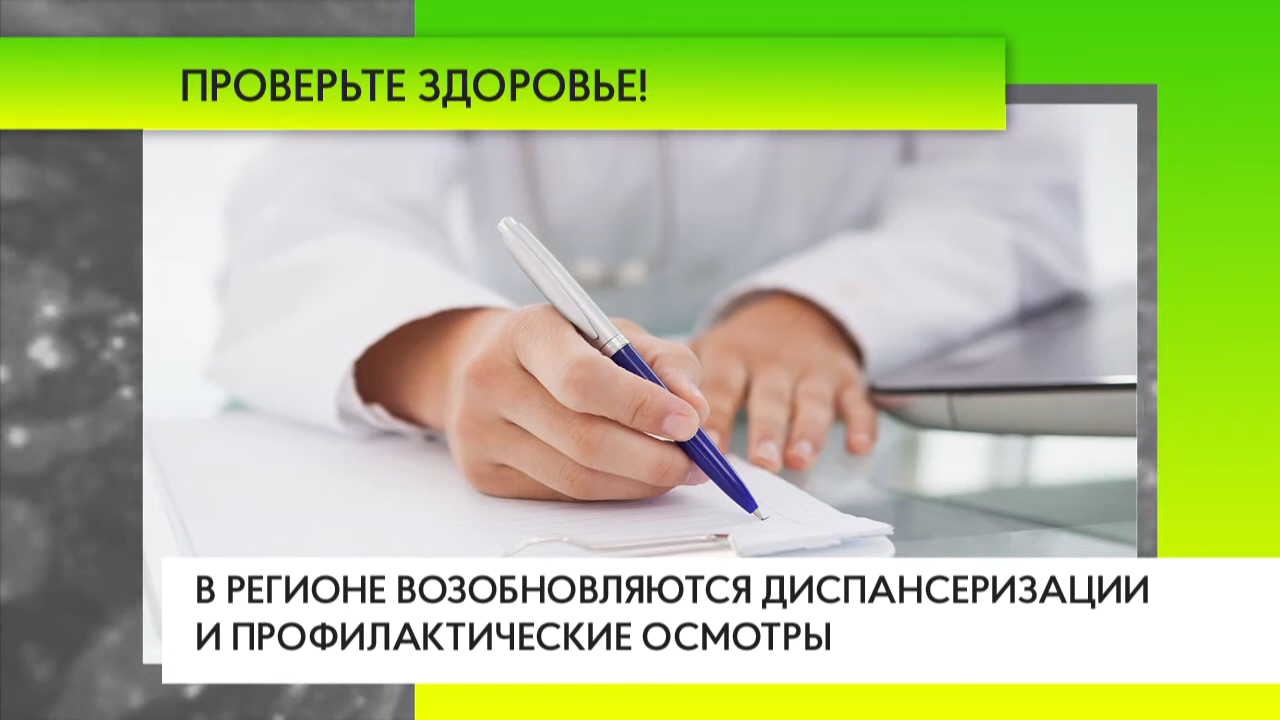 ПРОВЕРЬТЕ ЗДОРОВЬЕ!
В РЕГИОНЕ ВОЗОБНОВЛЯЮТСЯ ДИСПАНСЕРИЗАЦИИ
И ПРОФИЛАКТИЧЕСКИЕ ОСМОТРЫ